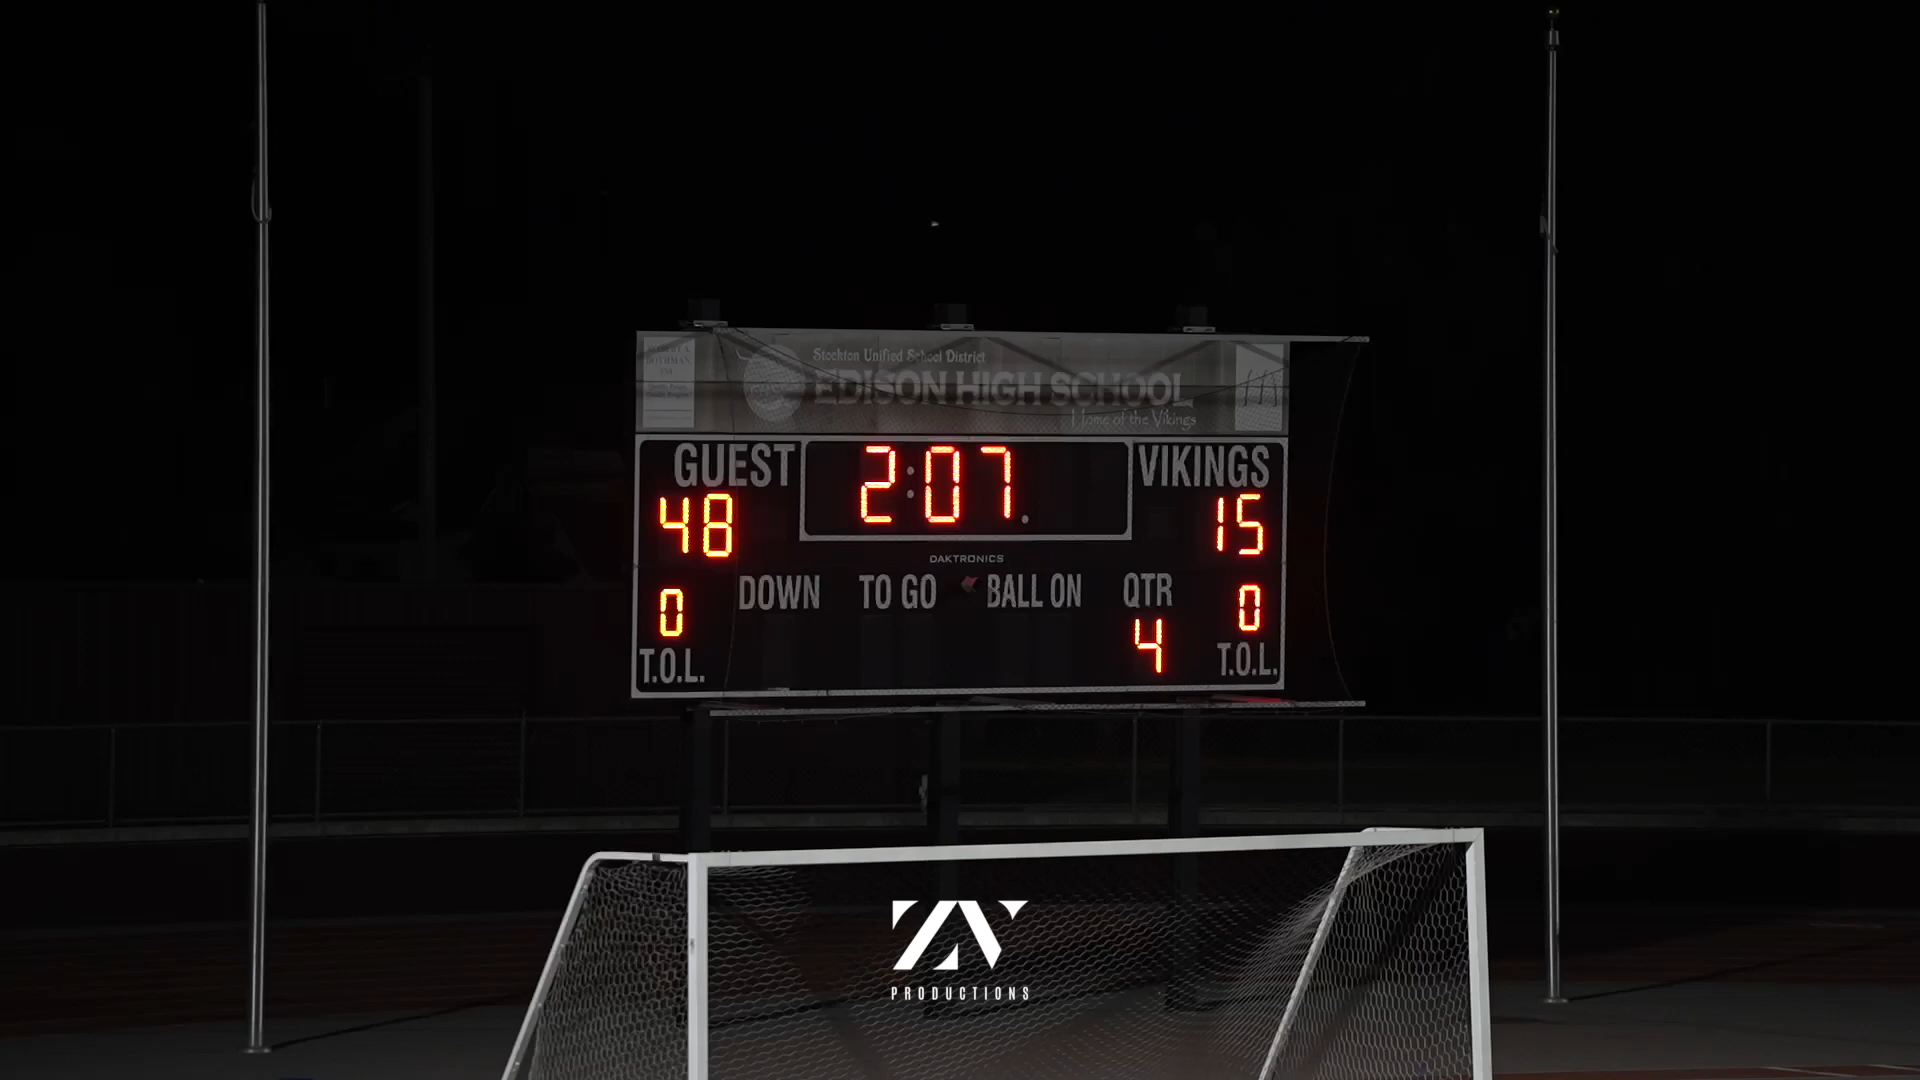 Stockton Unified School District
EDISON HIGH SCHOOL
Home of the Vikings
GUEST
2:07
VIKINGS
48
15
DAKTRONICS
DOWN TO GO BALL ON QTR
0
4
0
T.O.L.
T.O.L.
ZN
PRODUCTIONS